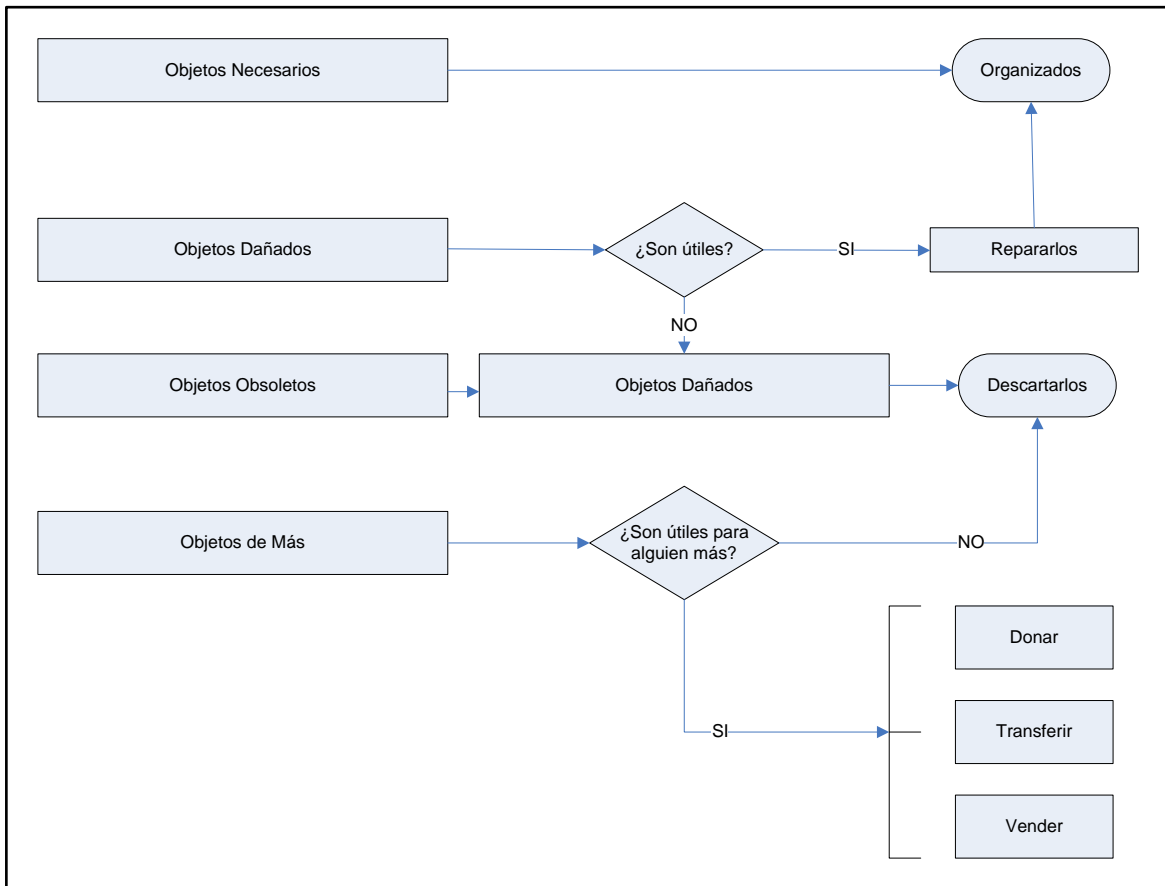 Objetos Necesarios
Organizados
Objetos Dañados
¿Son útiles?
SI
Repararlos
NO
Objetos Obsoletos
Objetos Dañados
Descartarlos
Objetos de Más
¿Son útiles para
alguien más?
NO
Donar
SI
Transferir
Vender